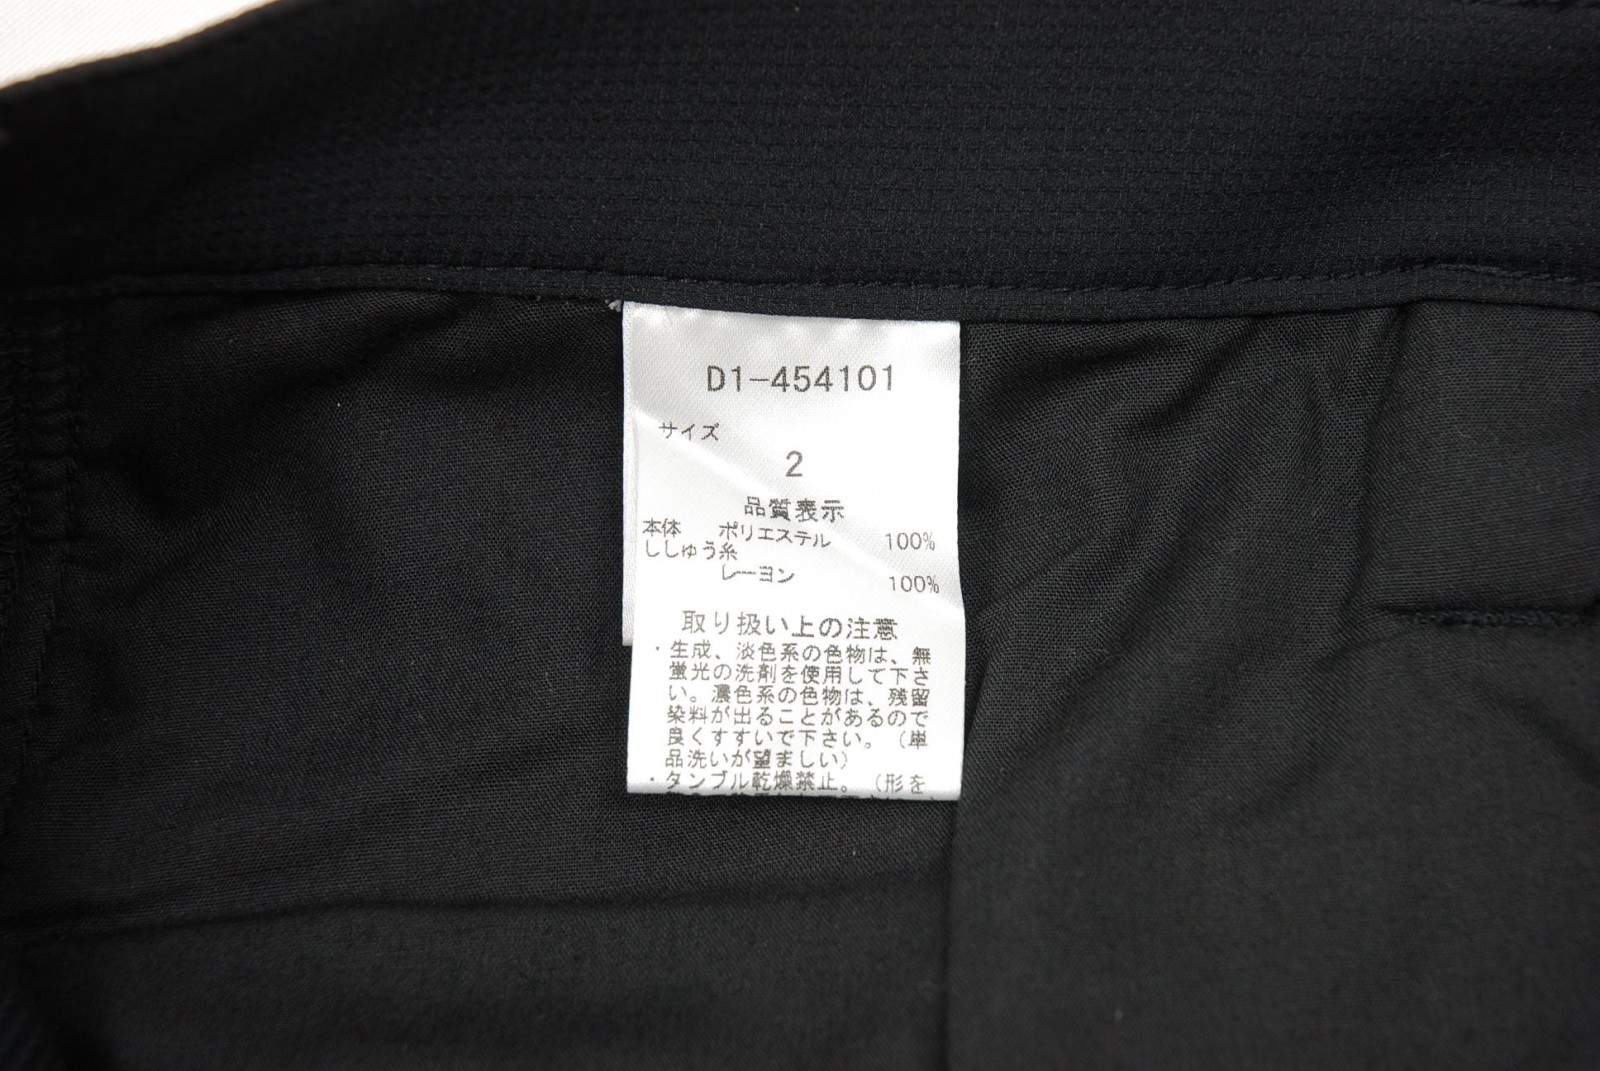 D1-454101
サイズ
2
品質表示
本体 ポリエステル 100%
ししゅう糸
レーヨン 100%
取り扱い上の注意
・生成、淡色系の色物は、無
蛍光の洗剤を使用して下さ
い。濃色系の色物は、残留
染料が出ることがあるので
良くすすいで下さい。（単
品洗いが望ましい）
・タンブル乾燥禁止。（形を